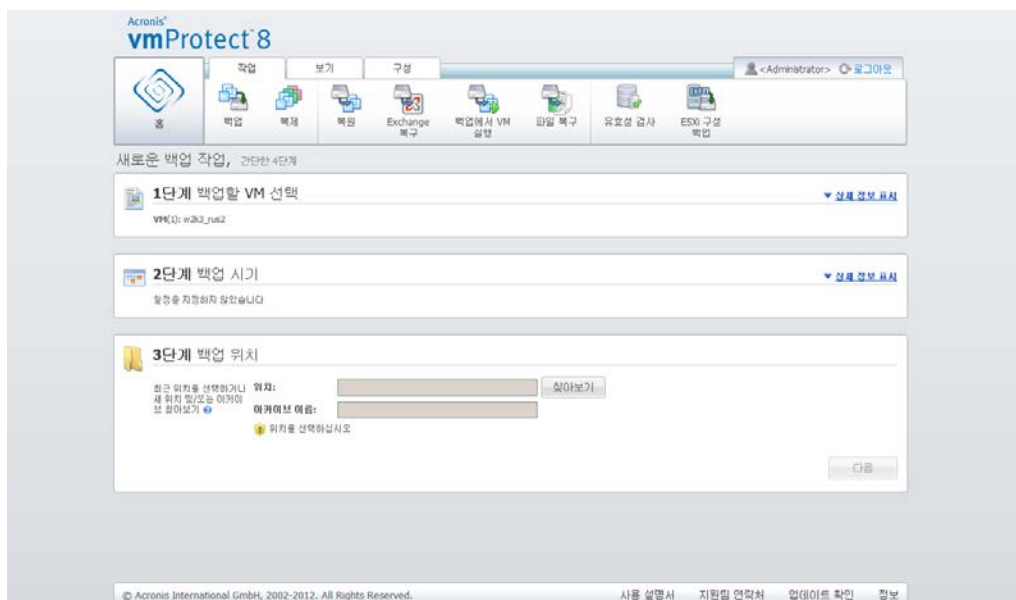 Acronis®
vmProtect™8
작업
보기
구성
<Administrator>
로그아웃
홈
백업
복제
복원
Exchange
복구
백업에서 VM
실행
파일 복구
유효성 검사
ESXi 구성
백업
새로운 백업 작업, 간단한 4단계
1단계 백업할 VM 선택
상세 정보 표시
VM(1): w2k3_rus2
2단계 백업 시기
상세 정보 표시
일정을 지정하지 않았습니다
3단계 백업 위치
최근 위치를 선택하거나
새 위치 및/또는 아카이
브 찾아보기
위치:
찾아보기
아카이브 이름:
위치를 선택하십시오
다음
© Acronis International GmbH, 2002-2012. All Rights Reserved.
사용 설명서
지원팀 연락처
업데이트 확인
정보